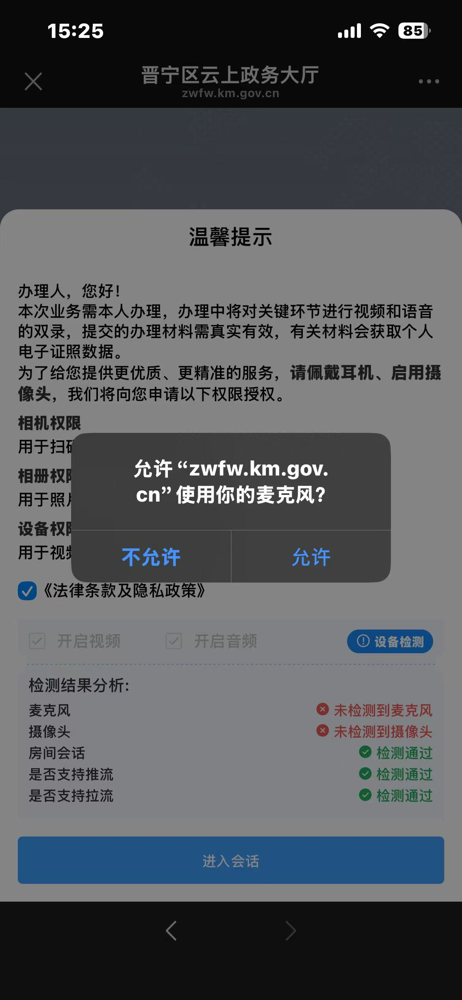 15:25
85
晋宁区云上政务大厅
zwfw.km.gov.cn
温馨提示
办理人，您好！
本次业务需本人办理，办理中将对关键环节进行视频和语音
的双录，提交的办理材料需真实有效，有关材料会获取个人
电子证照数据。
为了给您提供更优质、更精准的服务，请佩戴耳机、启用摄
像头，我们将向您申请以下权限授权。
相机权限
用于扫
相册权
用于照
设备权
用于视
允许“zwfw.km.gov.
cn”使用你的麦克风？
不允许 允许
《法律条款及隐私政策》
开启视频 开启音频 设备检测
检测结果分析:
麦克风 未检测到麦克风
摄像头 未检测到摄像头
房间会话 检测通过
是否支持推流 检测通过
是否支持拉流 检测通过
进入会话